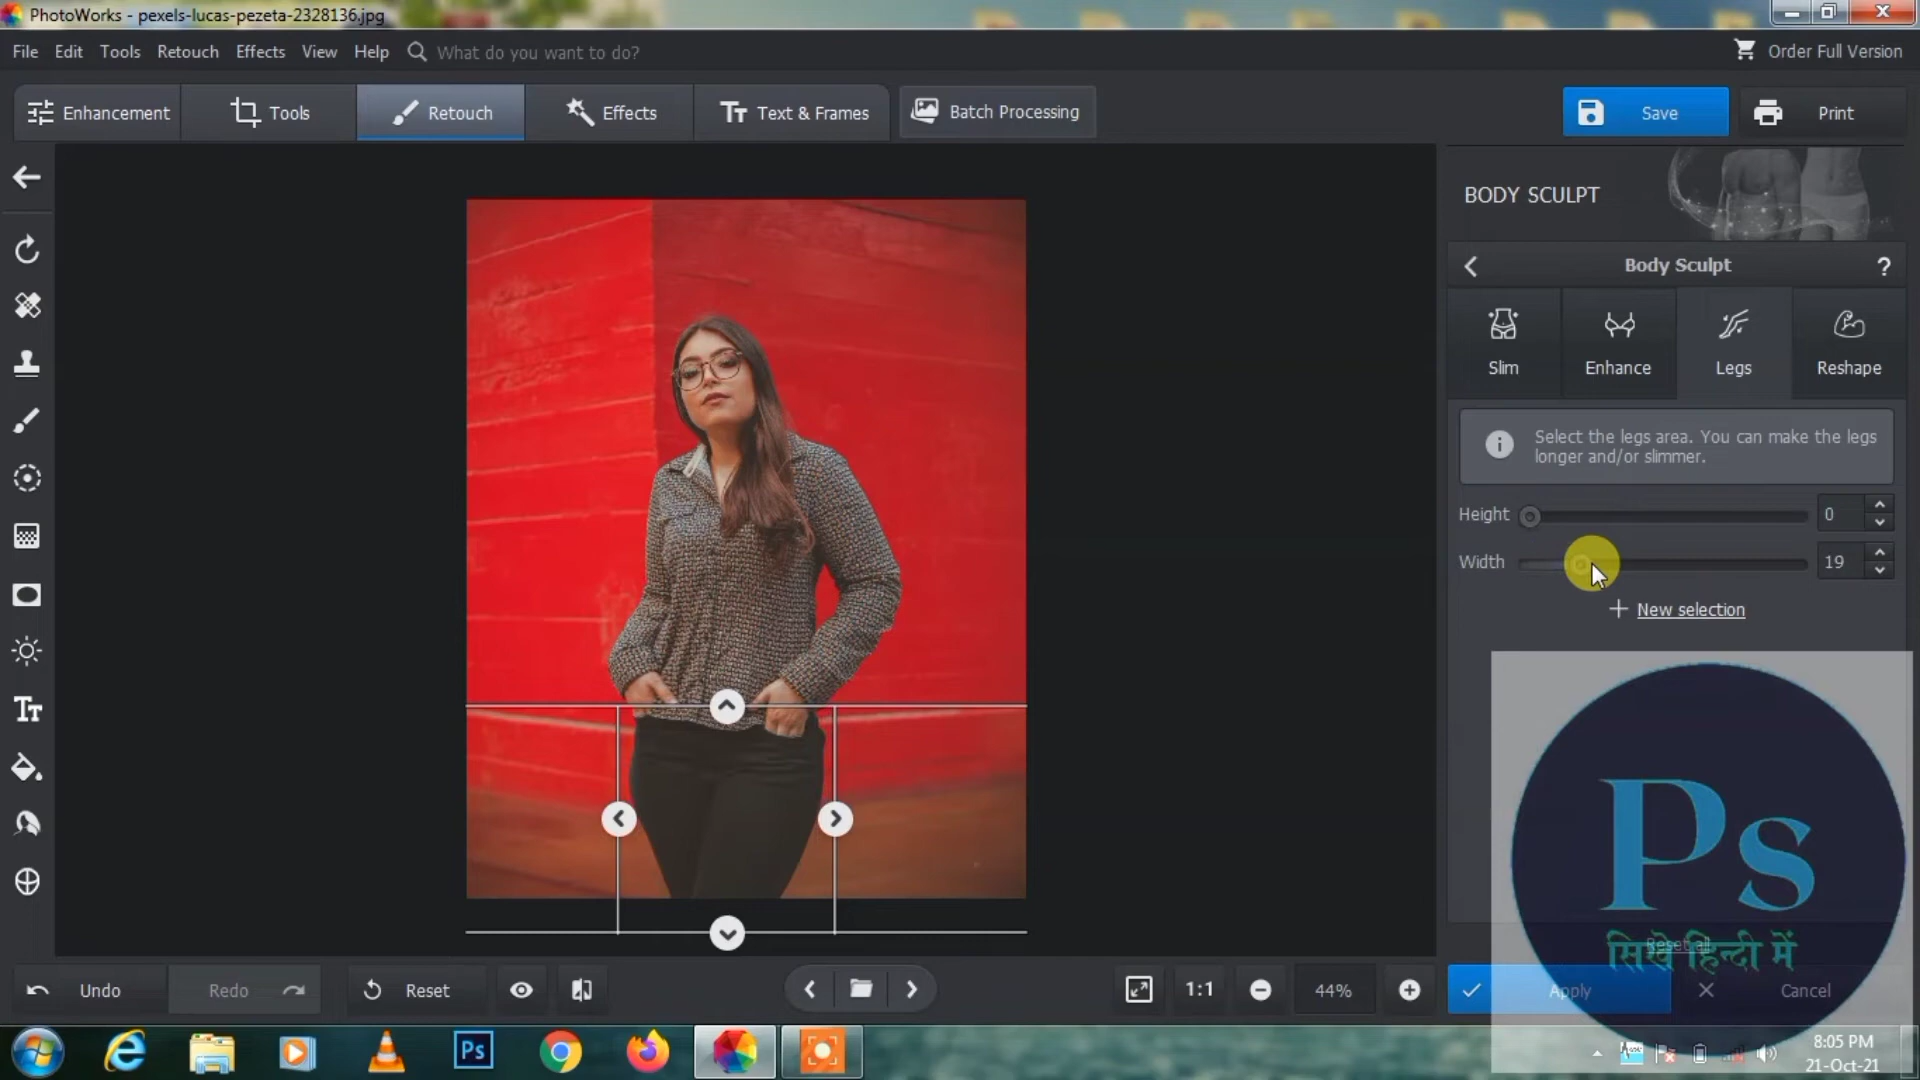 PhotoWorks - pexels-lucas-pezeta-2328136.jpg
File Edit Tools Retouch Effects View Help What do you want to do? Order Full Version
Enhancement Tools Retouch Effects Text & Frames Batch Processing Save Print
BODY SCULPT
Body Sculpt ?
Slim Enhance Legs Reshape
Select the legs area. You can make the legs
longer and/or slimmer.
Height 0
Width 19
New selection
Ps
Reset all
सिखे हिन्दी में
Undo Redo Reset 1:1 44% Apply Cancel
Ps
8:05 PM
21-Oct-21